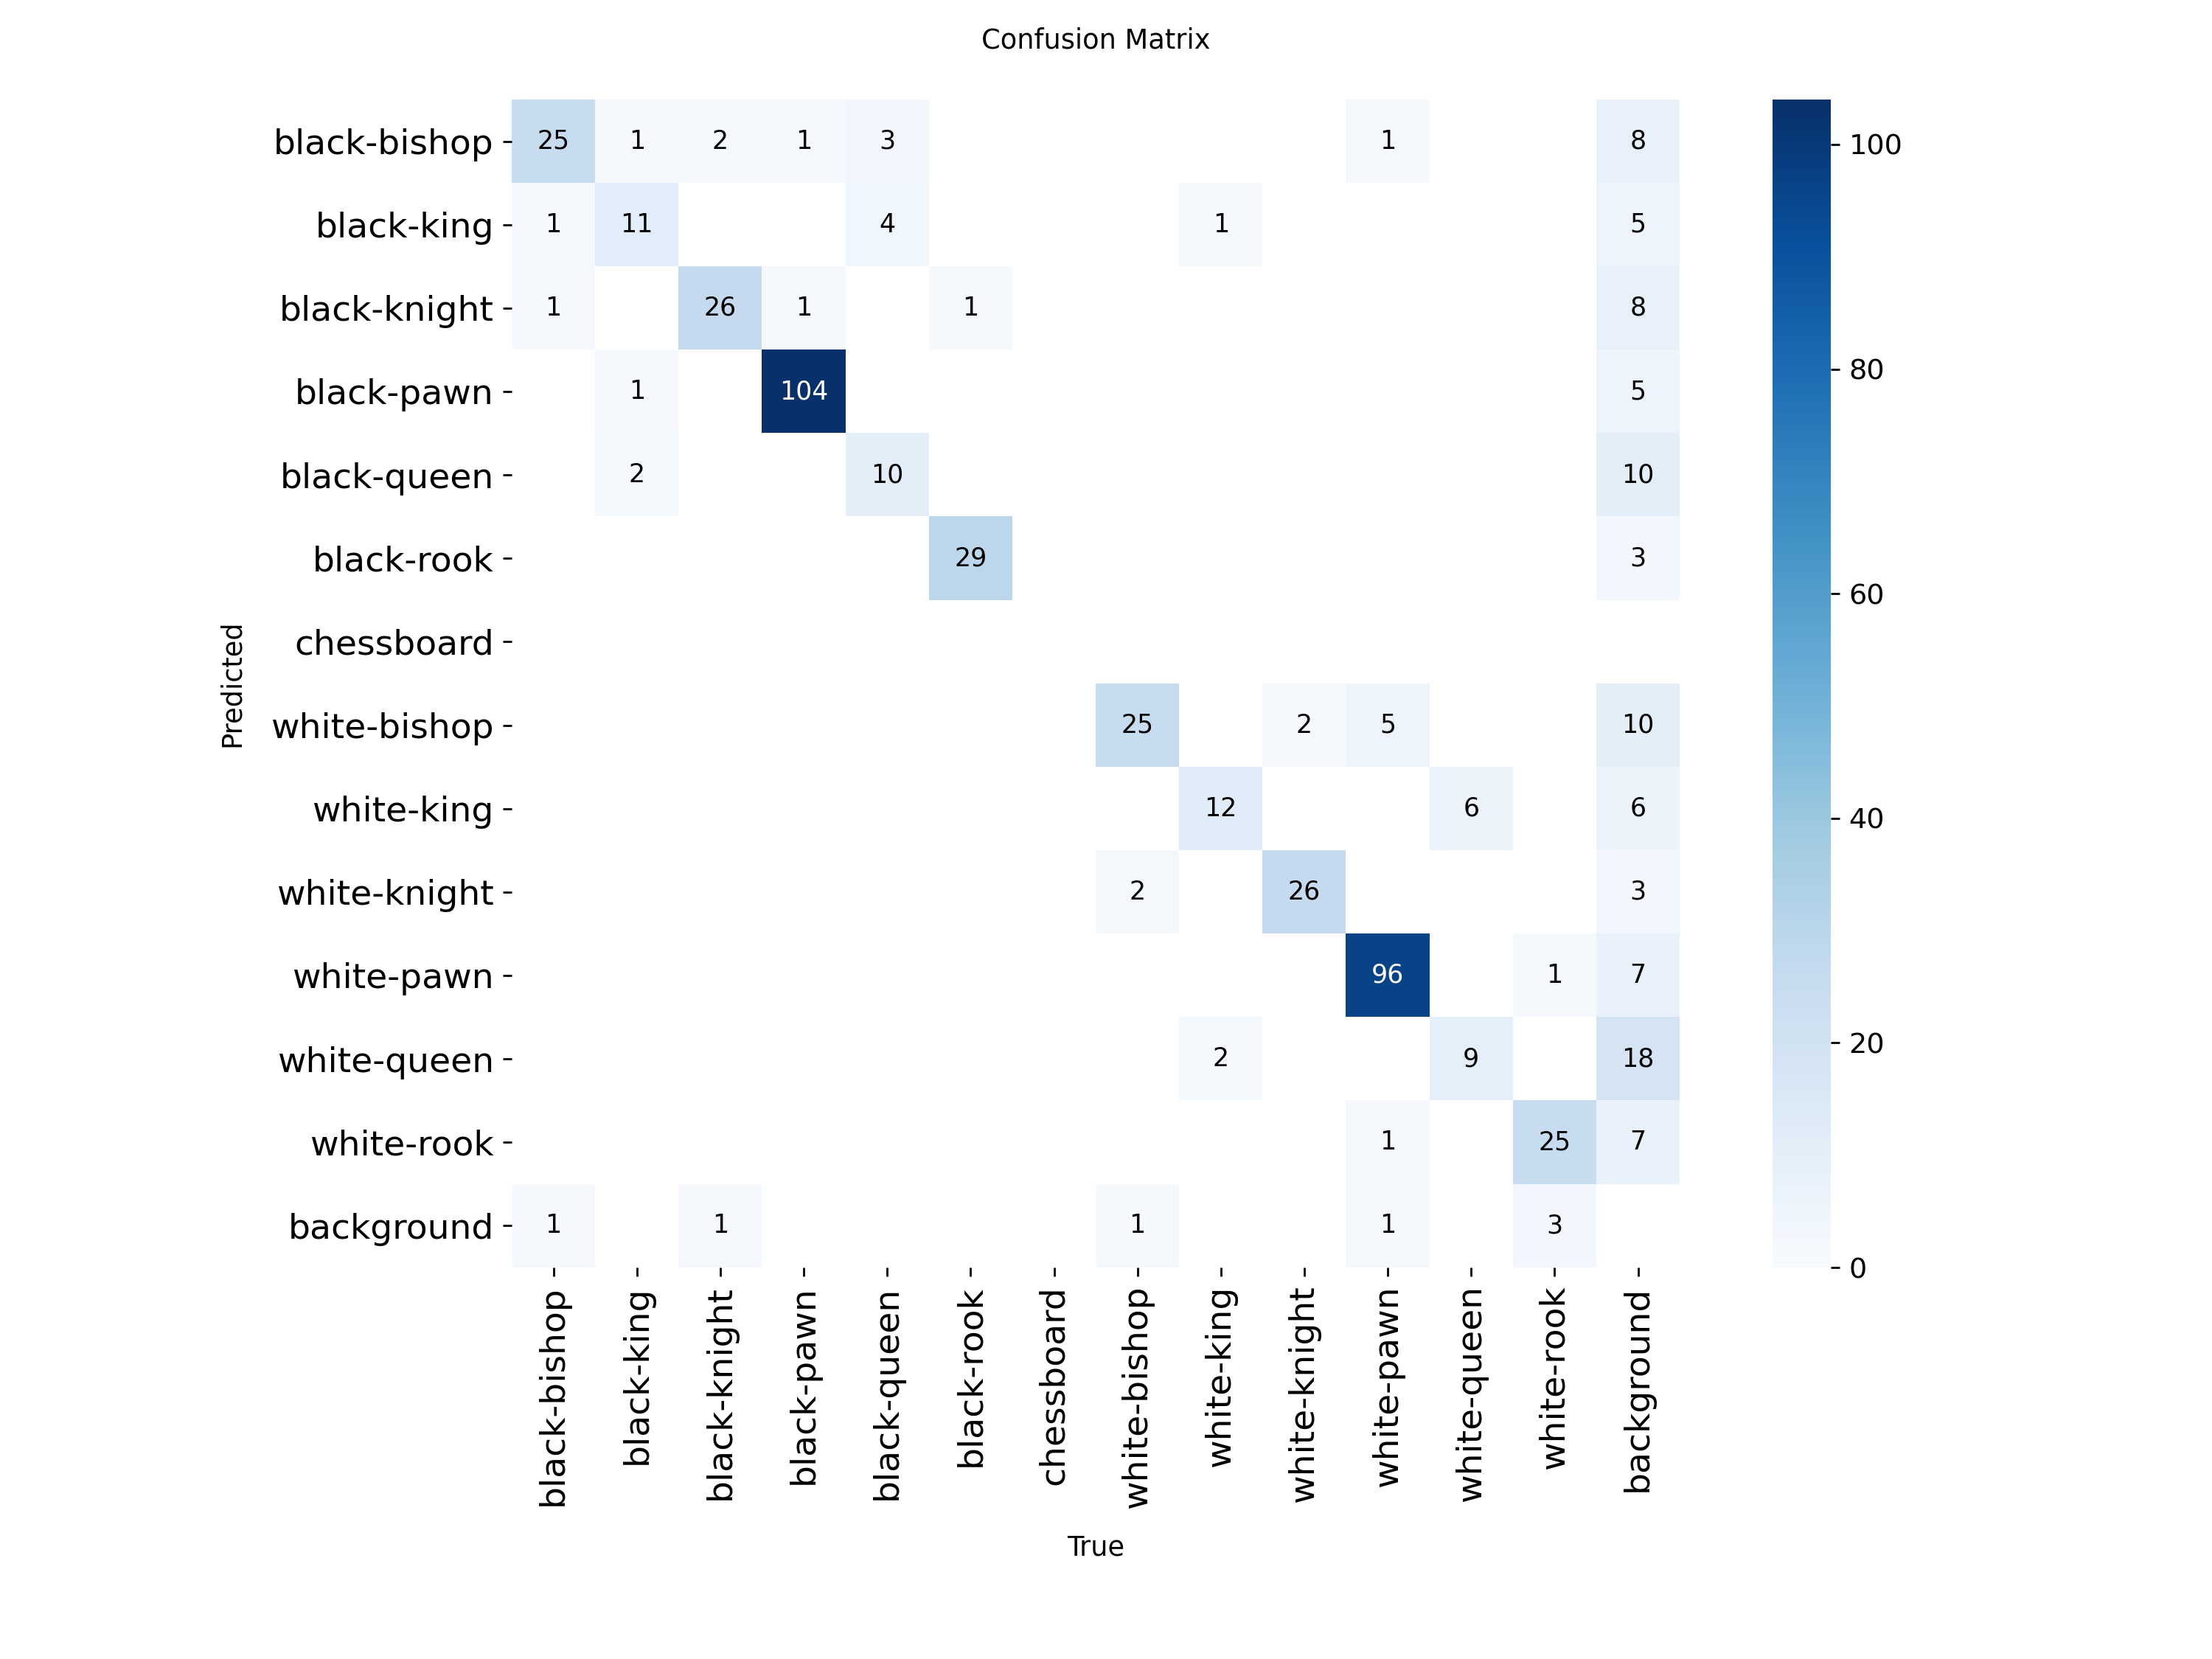 Confusion Matrix
black-bishop 25 1 2 1 3 1 8
black-king 1 11 4 1 5
black-knight 1 26 1 1 8
black-pawn 1 104 5
black-queen 2 10 10
black-rook 29 3
chessboard
white-bishop 25 2 5 10
white-king 12 6 6
white-knight 2 26 3
white-pawn 96 1 7
white-queen 2 9 18
white-rook 1 25 7
background 1 1 1 1 3
Predicted
black-bishop
black-king
black-knight
black-pawn
black-queen
black-rook
chessboard
white-bishop
white-king
white-knight
white-pawn
white-queen
white-rook
background
True
100
80
60
40
20
0